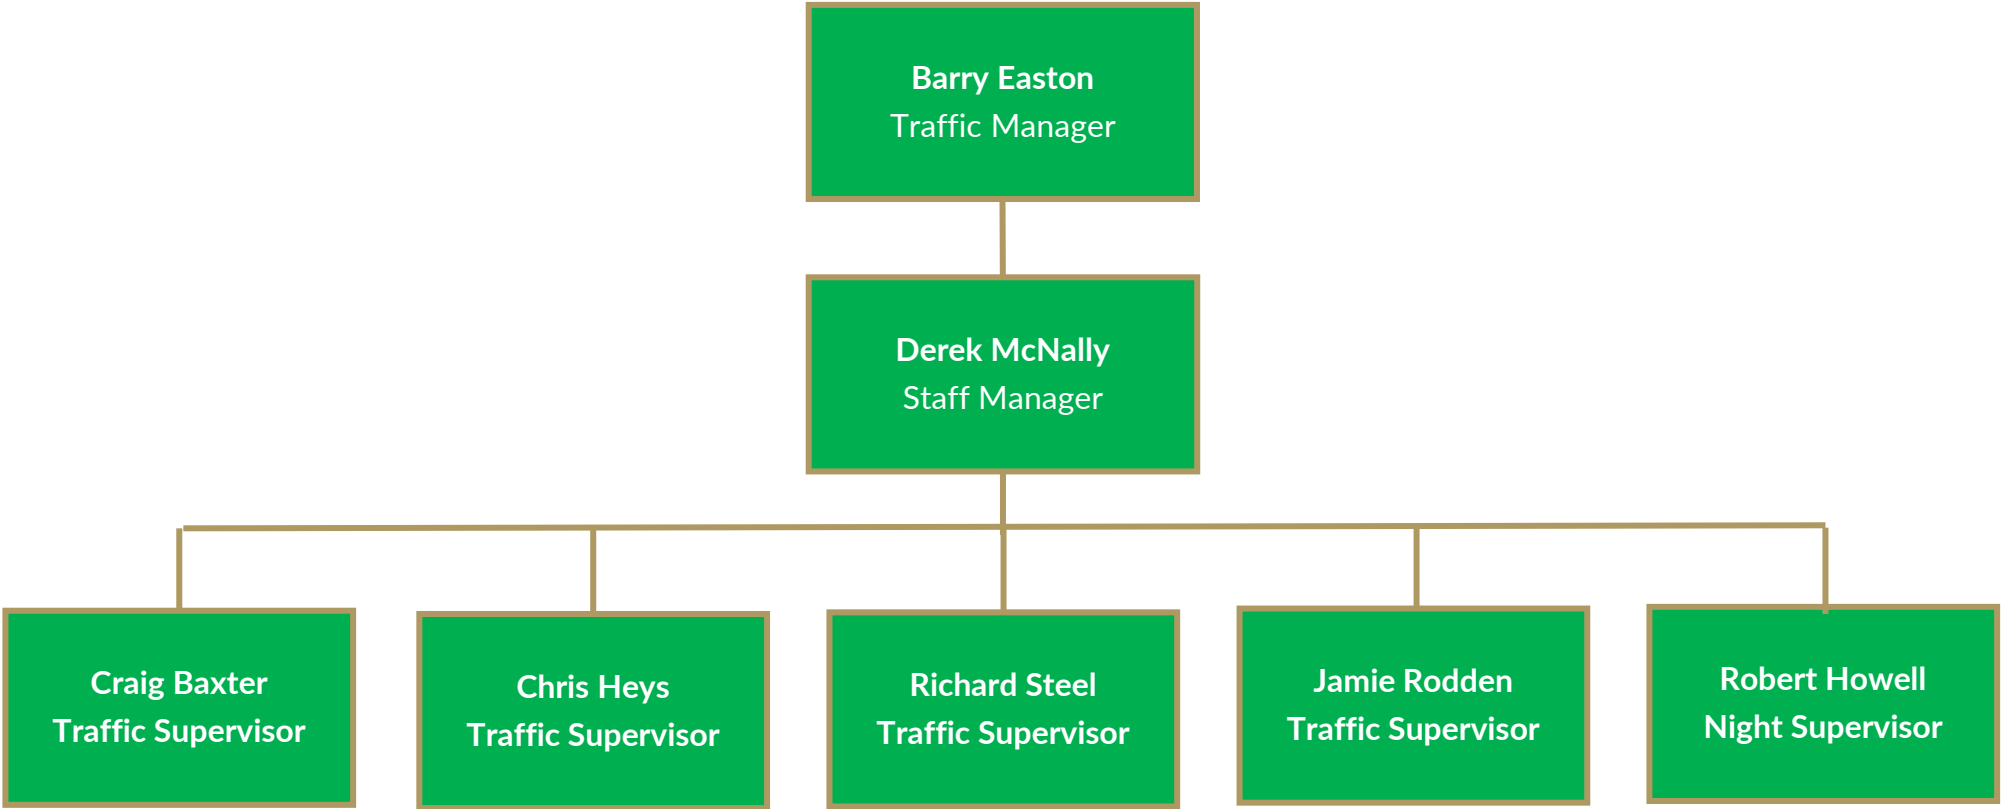 Barry Easton
Traffic Manager
Derek McNally
Staff Manager
Craig Baxter
Traffic Supervisor
Chris Heys
Traffic Supervisor
Richard Steel
Traffic Supervisor
Jamie Rodden
Traffic Supervisor
Robert Howell
Night Supervisor